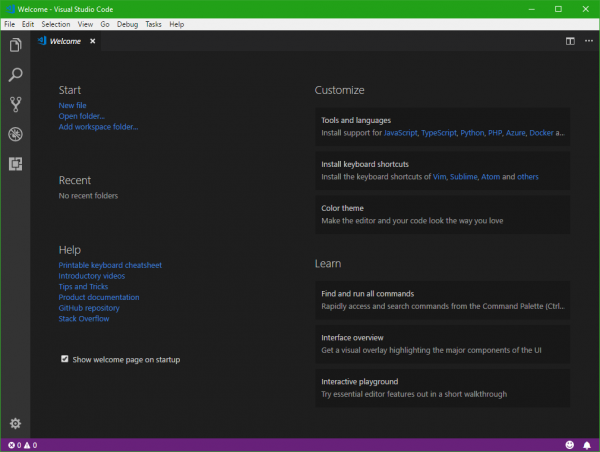 Welcome - Visual Studio Code
File Edit Selection View Go Debug Tasks Help
Welcome
Start
New file
Open folder...
Add workspace folder...
Recent
No recent folders
Help
Printable keyboard cheatsheet
Introductory videos
Tips and Tricks
Product documentation
GitHub repository
Stack Overflow
Show welcome page on startup
Customize
Tools and languages
Install support for JavaScript, TypeScript, Python, PHP, Azure, Docker a...
Install keyboard shortcuts
Install the keyboard shortcuts of Vim, Sublime, Atom and others
Color theme
Make the editor and your code look the way you love
Learn
Find and run all commands
Rapidly access and search commands from the Command Palette (Ctrl...
Interface overview
Get a visual overlay highlighting the major components of the UI
Interactive playground
Try essential editor features out in a short walkthrough
0 0